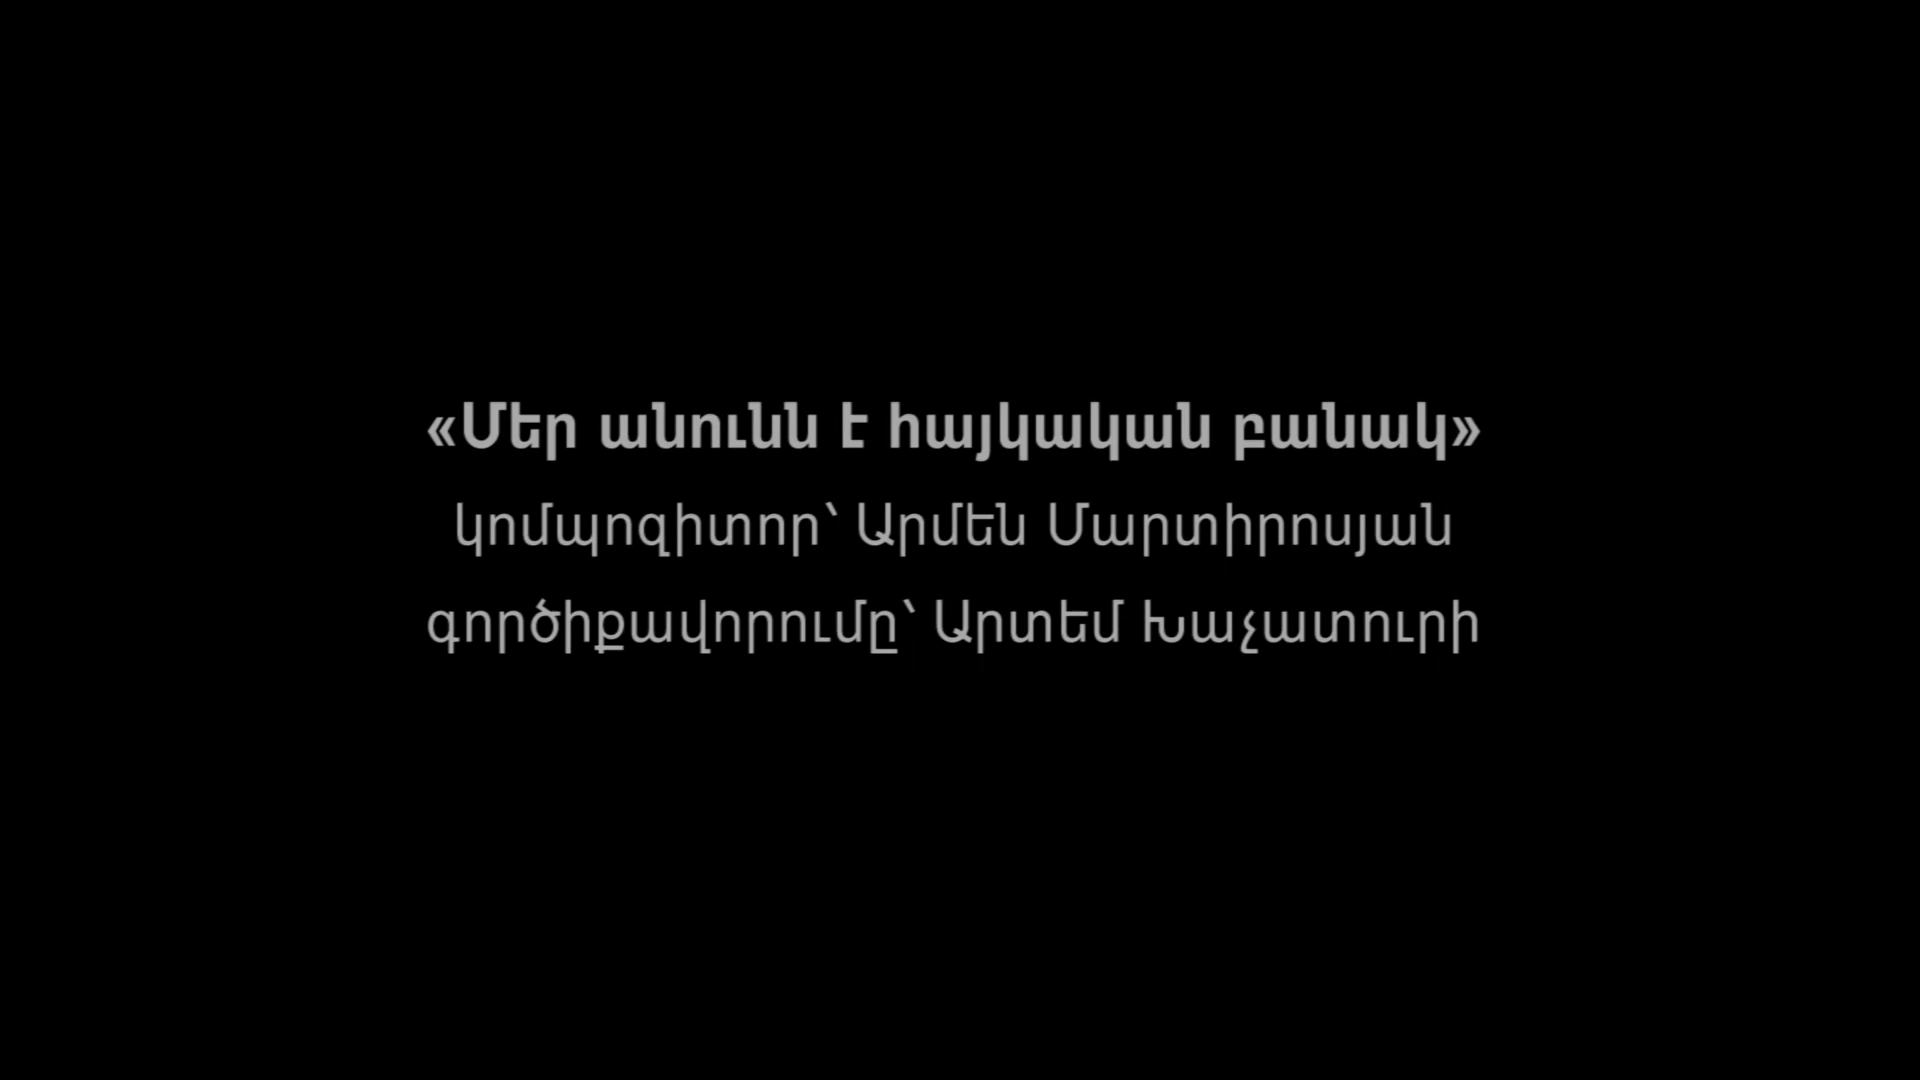 «Մեր անունն է հայկական բանակ»
կոմպոզիտոր՝ Արմեն Մարտիրոսյան
գործիքավորումը՝ Արտեմ Խաչատուրի